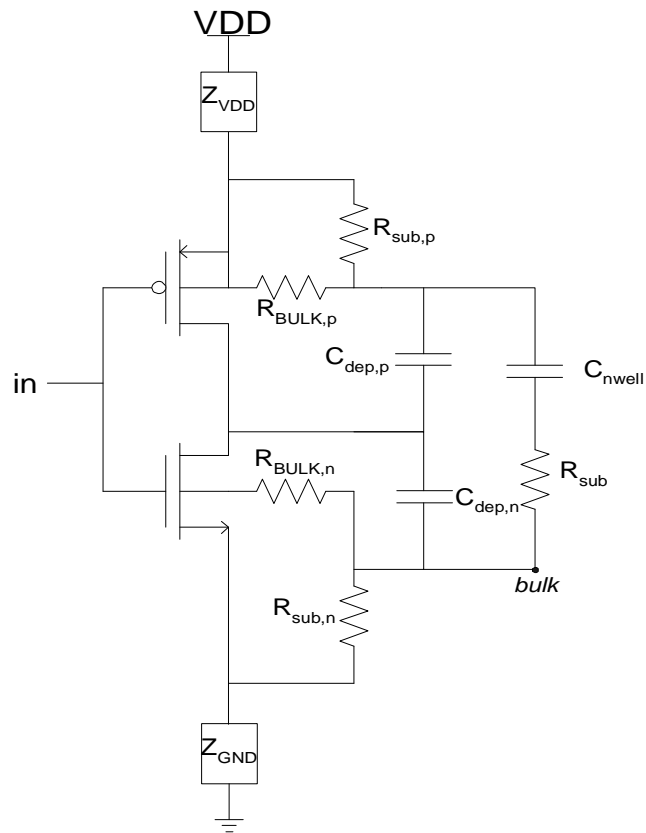 VDD
Z_VDD
R_sub,p
R_BULK,p
C_dep,p
C_nwell
in
R_BULK,n
R_sub
C_dep,n
bulk
R_sub,n
Z_GND